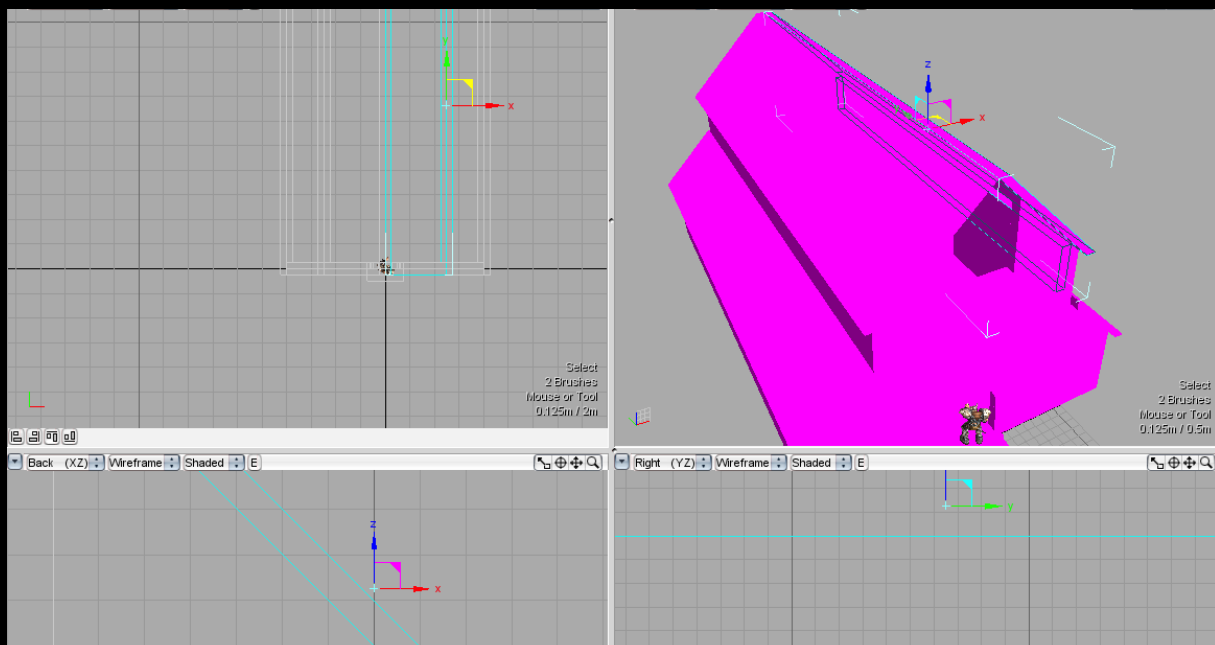 x
z
x
Select
2 Brushes
Mouse or Tool
0.125m / 2m
Select
2 Brushes
Mouse or Tool
0.125m / 0.5m
Back (XZ) Wireframe Shaded E
Right (YZ) Wireframe Shaded E
z
x
y